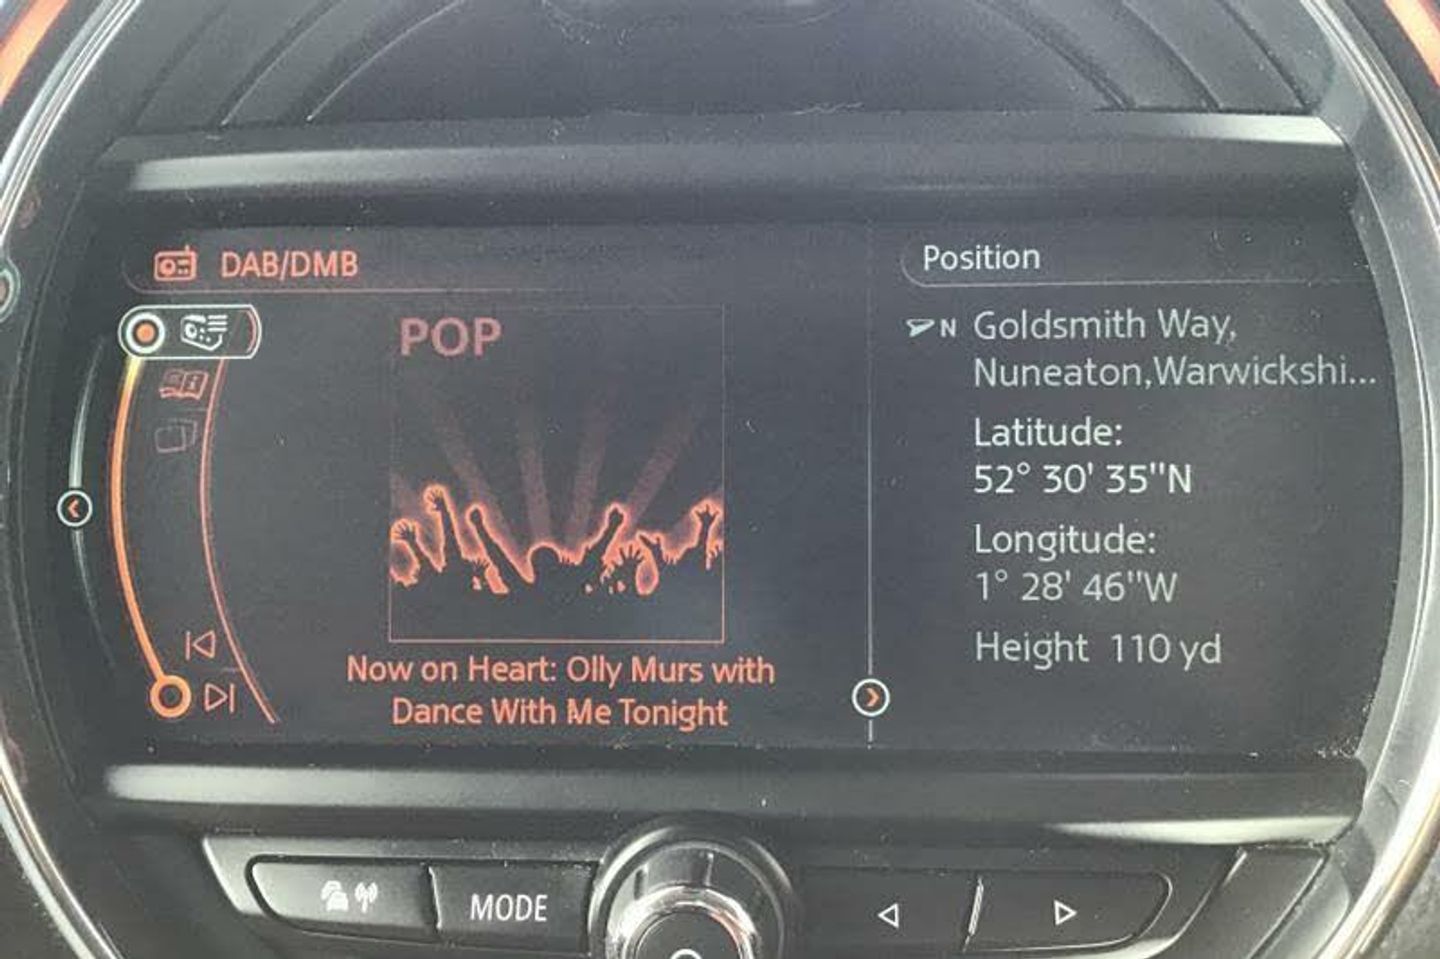 DAB/DMB
POP
Now on Heart: Olly Murs with
Dance With Me Tonight
Position
N Goldsmith Way,
Nuneaton,Warwickshi...
Latitude:
52° 30' 35"N
Longitude:
1° 28' 46"W
Height 110 yd
MODE